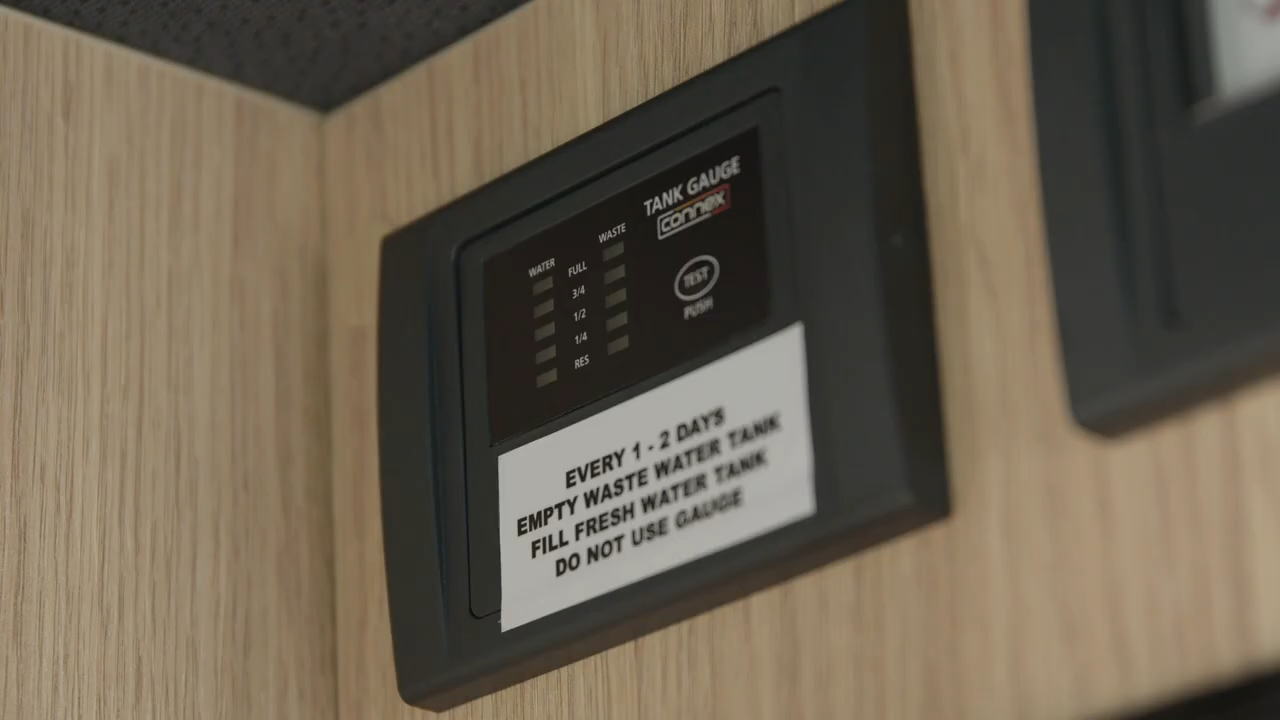 TANK GAUGE
connex
WATER
WASTE
FULL
3/4
1/2
1/4
RES
TEST
PUSH
EVERY 1 - 2 DAYS
EMPTY WASTE WATER TANK
FILL FRESH WATER TANK
DO NOT USE GAUGE